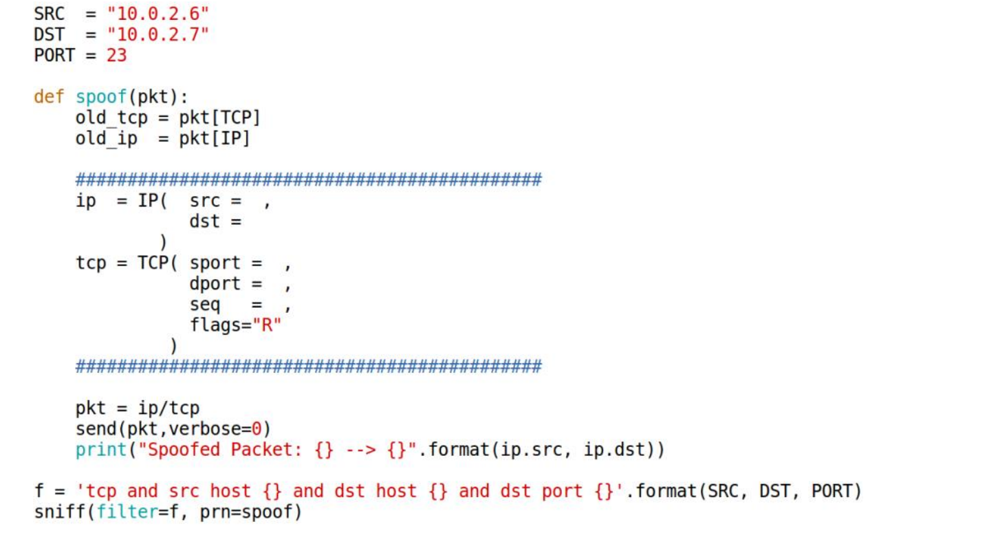 SRC  = "10.0.2.6"
DST  = "10.0.2.7"
PORT = 23
def spoof(pkt):
    old_tcp = pkt[TCP]
    old_ip  = pkt[IP]
    #############################################
    ip  = IP(  src =  ,
               dst =
            )
    tcp = TCP( sport =  ,
               dport =  ,
               seq   =  ,
               flags="R"
             )
    #############################################
    pkt = ip/tcp
    send(pkt,verbose=0)
    print("Spoofed Packet: {} --> {}".format(ip.src, ip.dst))
f = 'tcp and src host {} and dst host {} and dst port {}'.format(SRC, DST, PORT)
sniff(filter=f, prn=spoof)